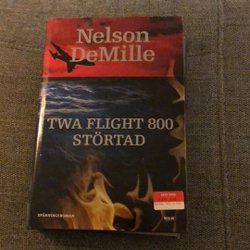 Nelson
DeMille
TWA FLIGHT 800
STÖRTAD
SPÄNNINGSROMAN